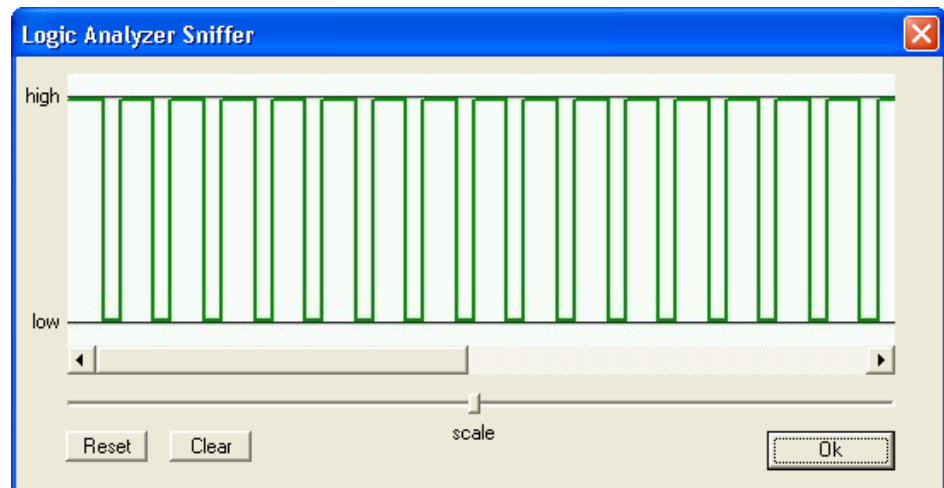 Logic Analyzer Sniffer
high
low
scale
Reset
Clear
Ok